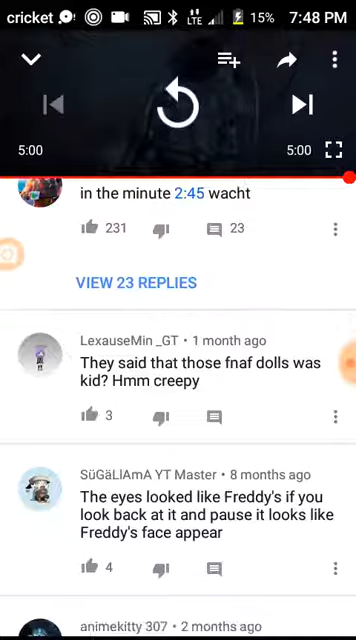 cricket LTE 15% 7:48 PM
5:00 5:00
in the minute 2:45 wacht
231 23
VIEW 23 REPLIES
LexauseMin _GT • 1 month ago
They said that those fnaf dolls was
kid? Hmm creepy
3
SüGäLlAmA YT Master • 8 months ago
The eyes looked like Freddy's if you
look back at it and pause it looks like
Freddy's face appear
4
animekitty 307 • 2 months ago